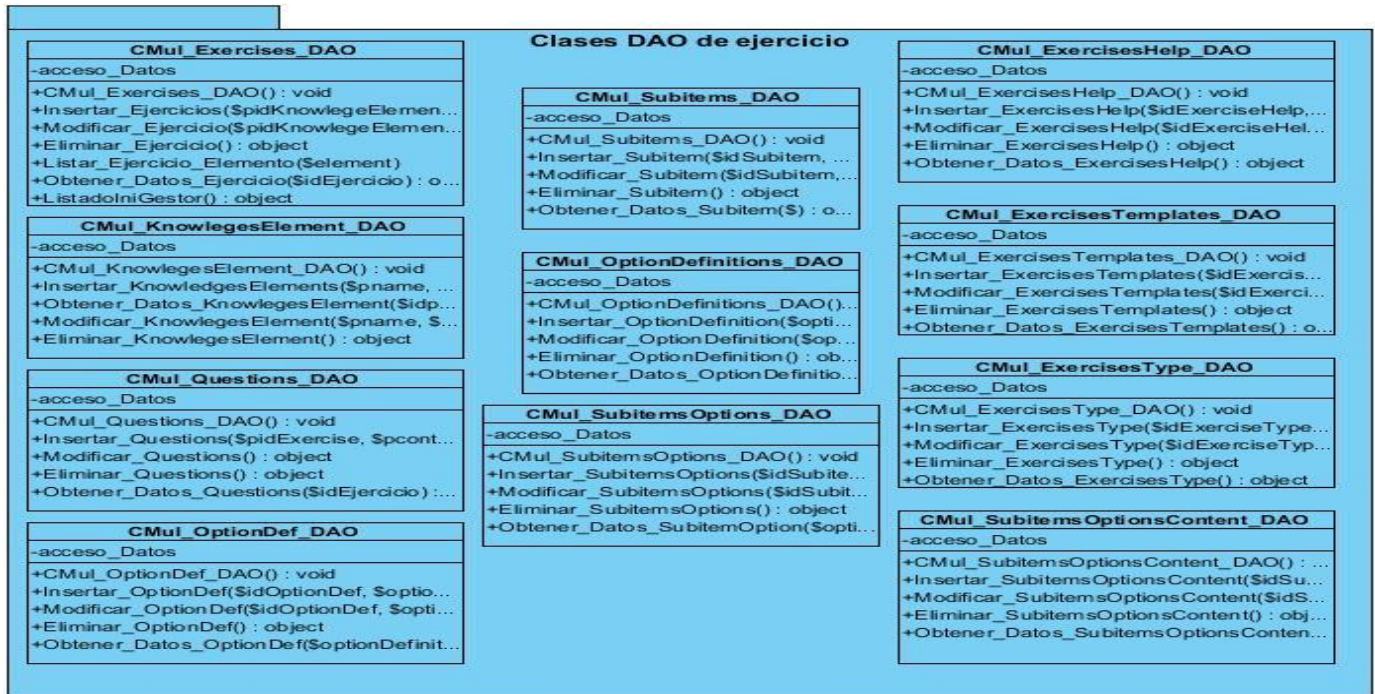 Clases DAO de ejercicio
CMul_Exercises_DAO
-acceso_Datos
+CMul_Exercises_DAO() : void
+Insertar_Ejercicios($pidKnowlegeElemen...
+Modificar_Ejercicio($pidKnowlegeElemen...
+Eliminar_Ejercicio() : object
+Listar_Ejercicio_Elemento($element)
+Obtener_Datos_Ejercicio($idEjercicio) : o...
+ListadoIniGestor() : object
CMul_KnowlegesElement_DAO
-acceso_Datos
+CMul_KnowlegesElement_DAO() : void
+Insertar_KnowledgesElements($pname, ...
+Obtener_Datos_KnowlegesElement($idp...
+Modificar_KnowlegesElement($pname, $...
+Eliminar_KnowlegesElement() : object
CMul_Questions_DAO
-acceso_Datos
+CMul_Questions_DAO() : void
+Insertar_Questions($pidExercise, $pcont...
+Modificar_Questions() : object
+Eliminar_Questions() : object
+Obtener_Datos_Questions($idEjercicio) :...
CMul_OptionDef_DAO
-acceso_Datos
+CMul_OptionDef_DAO() : void
+Insertar_OptionDef($idOptionDef, $optio...
+Modificar_OptionDef($idOptionDef, $opti...
+Eliminar_OptionDef() : object
+Obtener_Datos_OptionDef($optionDefinit...
CMul_Subitems_DAO
-acceso_Datos
+CMul_Subitems_DAO() : void
+Insertar_Subitem($idSubitem, ...
+Modificar_Subitem($idSubitem,...
+Eliminar_Subitem() : object
+Obtener_Datos_Subitem($) : o...
CMul_OptionDefinitions_DAO
-acceso_Datos
+CMul_OptionDefinitions_DAO()...
+Insertar_OptionDefinition($opti...
+Modificar_OptionDefinition($op...
+Eliminar_OptionDefinition() : ob...
+Obtener_Datos_OptionDefinitio...
CMul_SubitemsOptions_DAO
-acceso_Datos
+CMul_SubitemsOptions_DAO() : void
+Insertar_SubitemsOptions($idSubite...
+Modificar_SubitemsOptions($idSubit...
+Eliminar_SubitemsOptions() : object
+Obtener_Datos_SubitemOption($opti...
CMul_ExercisesHelp_DAO
-acceso_Datos
+CMul_ExercisesHelp_DAO() : void
+Insertar_ExercisesHelp($idExerciseHelp,...
+Modificar_ExercisesHelp($idExerciseHel...
+Eliminar_ExercisesHelp() : object
+Obtener_Datos_ExercisesHelp() : object
CMul_ExercisesTemplates_DAO
-acceso_Datos
+CMul_ExercisesTemplates_DAO() : void
+Insertar_ExercisesTemplates($idExercis...
+Modificar_ExercisesTemplates($idExerci...
+Eliminar_ExercisesTemplates() : object
+Obtener_Datos_ExercisesTemplates() : o...
CMul_ExercisesType_DAO
-acceso_Datos
+CMul_ExercisesType_DAO() : void
+Insertar_ExercisesType($idExerciseType...
+Modificar_ExercisesType($idExerciseTyp...
+Eliminar_ExercisesType() : object
+Obtener_Datos_ExercisesType() : object
CMul_SubitemsOptionsContent_DAO
-acceso_Datos
+CMul_SubitemsOptionsContent_DAO() : ...
+Insertar_SubitemsOptionsContent($idSu...
+Modificar_SubitemsOptionsContent($idS...
+Eliminar_SubitemsOptionsContent() : obj...
+Obtener_Datos_SubitemsOptionsConten...